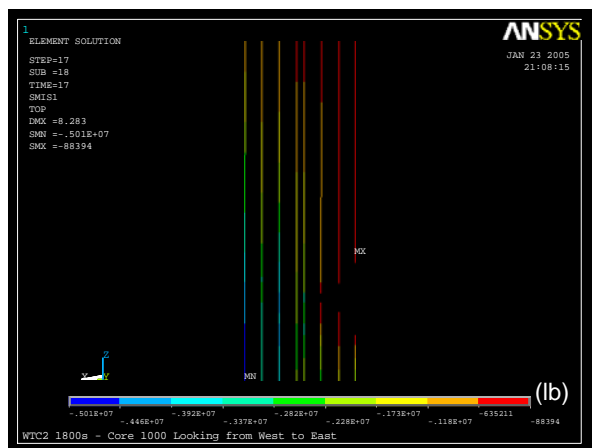 1
ANSYS
ELEMENT SOLUTION
JAN 23 2005
21:08:15
STEP=17
SUB =18
TIME=17
SMIS1
TOP
DMX =8.283
SMN =-.501E+07
SMX =-88394
MX
Z
X Y
MN
(lb)
-.501E+07 -.392E+07 -.282E+07 -.173E+07 -635211
-.446E+07 -.337E+07 -.228E+07 -.118E+07 -88394
WTC2 1800s - Core 1000 Looking from West to East